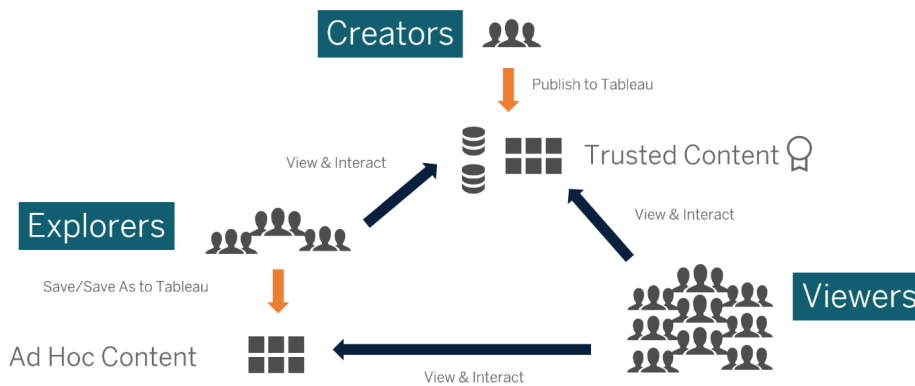 Creators
Publish to Tableau
Trusted Content
View & Interact
View & Interact
Explorers
Save/Save As to Tableau
Viewers
Ad Hoc Content
View & Interact